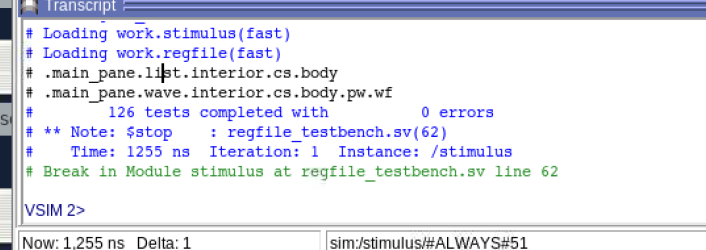 Transcript
# Loading work.stimulus(fast)
# Loading work.regfile(fast)
# .main_pane.list.interior.cs.body
# .main_pane.wave.interior.cs.body.pw.wf
#         126 tests completed with          0 errors
# ** Note: $stop    : regfile_testbench.sv(62)
#    Time: 1255 ns  Iteration: 1  Instance: /stimulus
# Break in Module stimulus at regfile_testbench.sv line 62
VSIM 2>
Now: 1,255 ns   Delta: 1
sim:/stimulus/#ALWAYS#51